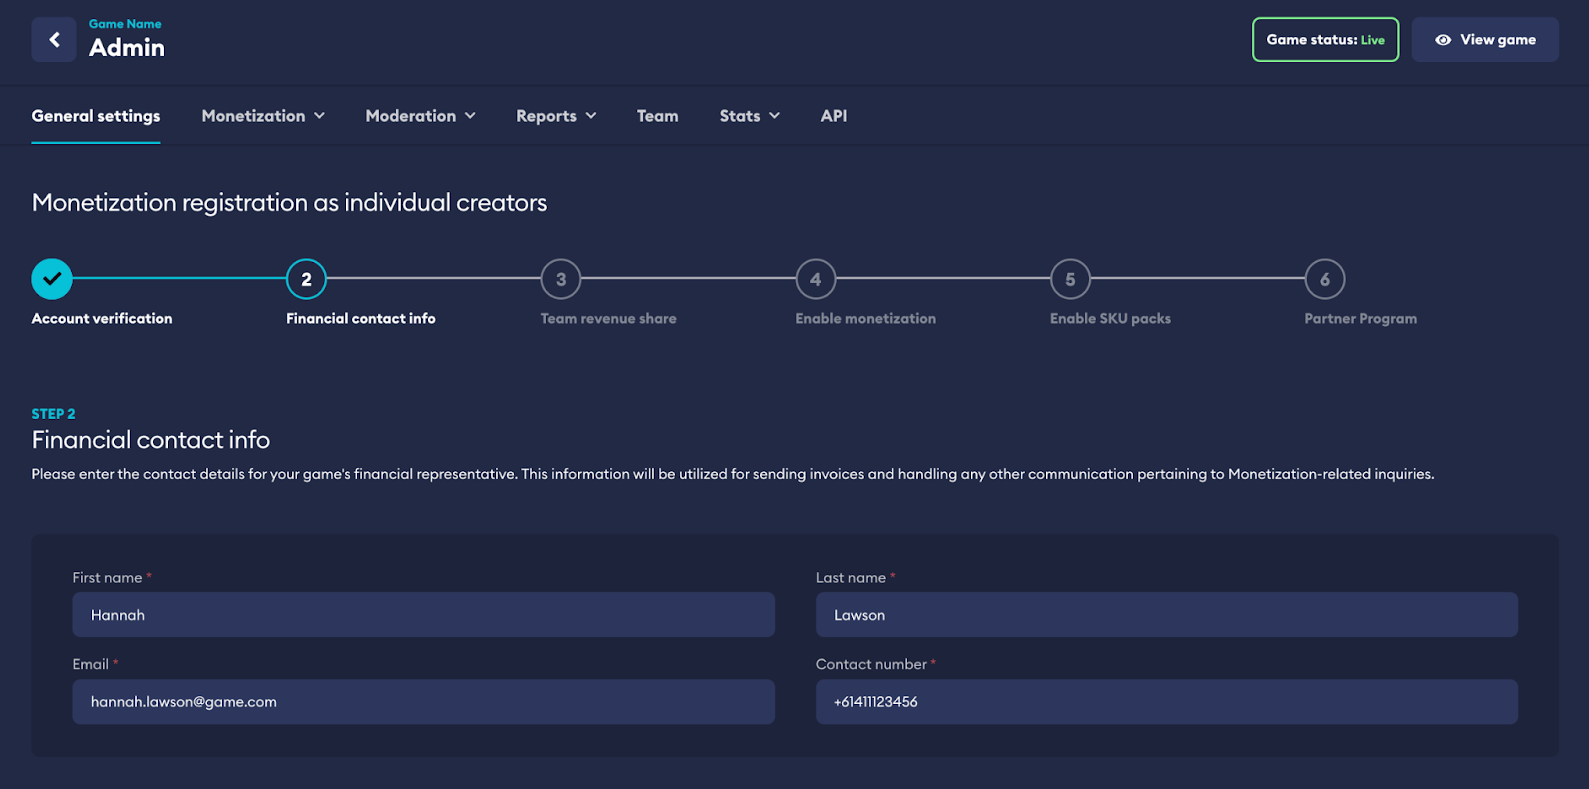 Game Name
Admin
Game status: Live
View game
General settings Monetization Moderation Reports Team Stats API
Monetization registration as individual creators
2 3 4 5 6
Account verification Financial contact info Team revenue share Enable monetization Enable SKU packs Partner Program
STEP 2
Financial contact info
Please enter the contact details for your game's financial representative. This information will be utilized for sending invoices and handling any other communication pertaining to Monetization-related inquiries.
First name * Last name *
Hannah Lawson
Email * Contact number *
hannah.lawson@game.com +61411123456